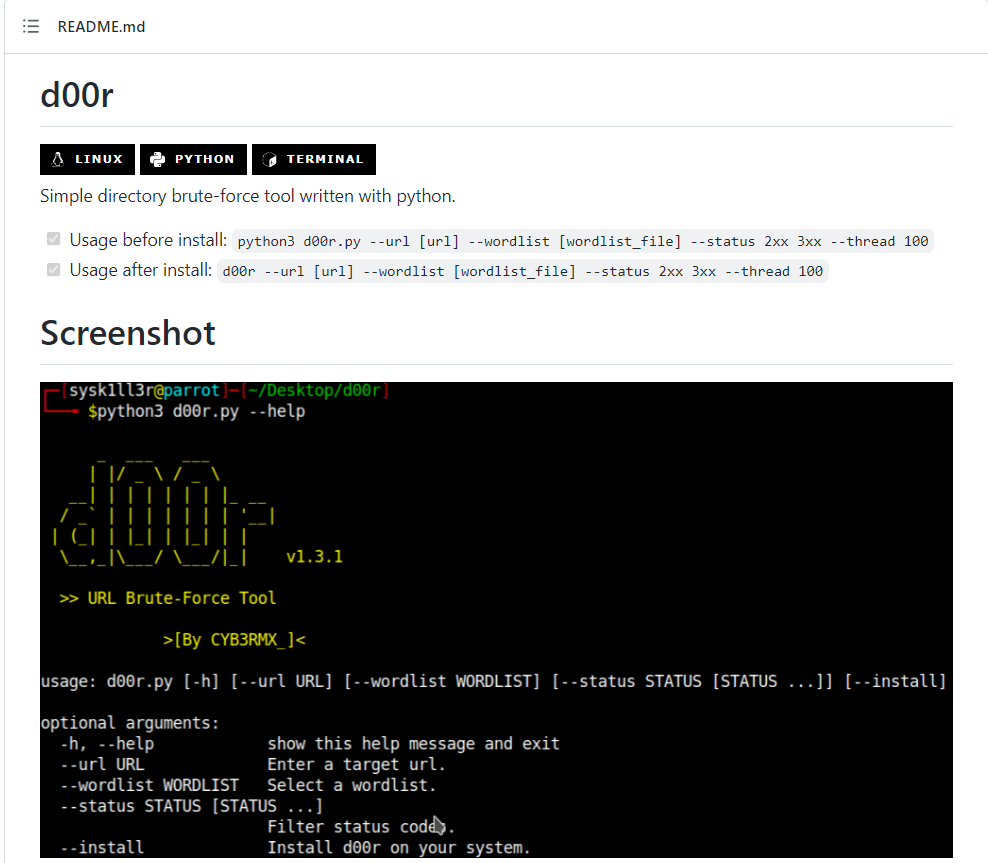 README.md
d00r
LINUX PYTHON TERMINAL
Simple directory brute-force tool written with python.
Usage before install: python3 d00r.py --url [url] --wordlist [wordlist_file] --status 2xx 3xx --thread 100
Usage after install: d00r --url [url] --wordlist [wordlist_file] --status 2xx 3xx --thread 100
Screenshot
[sysk1ll3r@parrot]─[~/Desktop/d00r]
$python3 d00r.py --help
d00r
v1.3.1
>> URL Brute-Force Tool
>[By CYB3RMX_]<
usage: d00r.py [-h] [--url URL] [--wordlist WORDLIST] [--status STATUS [STATUS ...]] [--install]
optional arguments:
-h, --help show this help message and exit
--url URL Enter a target url.
--wordlist WORDLIST Select a wordlist.
--status STATUS [STATUS ...]
Filter status codes.
--install Install d00r on your system.